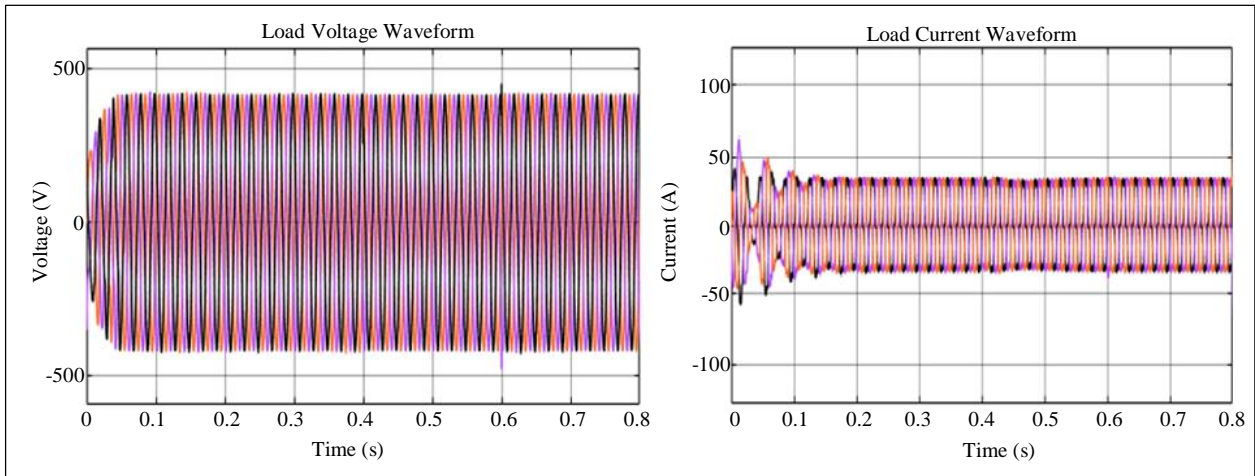 Load Voltage Waveform
500
0
-500
Voltage (V)
0 0.1 0.2 0.3 0.4 0.5 0.6 0.7 0.8
Time (s)
Load Current Waveform
100
50
0
-50
-100
Current (A)
0 0.1 0.2 0.3 0.4 0.5 0.6 0.7 0.8
Time (s)